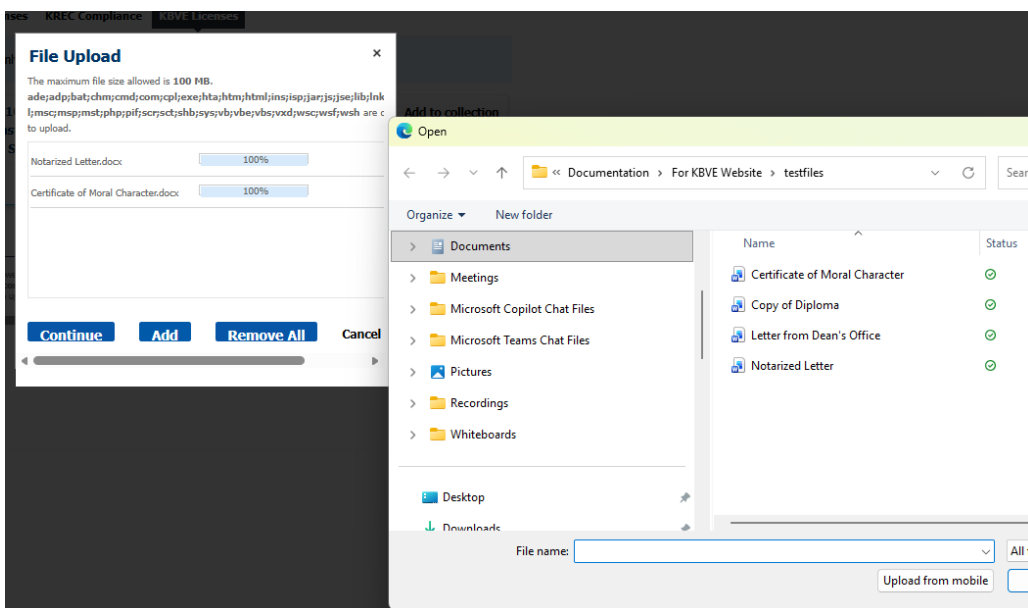 nses KREC Compliance KBVE Licenses
File Upload ×
The maximum file size allowed is 100 MB.
ade;adp;bat;chm;cmd;com;cpl;exe;hta;htm;html;ins;isp;jar;js;jse;lib;lnk
l;msc;msp;mst;php;pif;scr;sct;shb;sys;vb;vbe;vbs;vxd;wsc;wsf;wsh are c
to upload.
Add to collection
Notarized Letter.docx 100%
Certificate of Moral Character.docx 100%
Continue Add Remove All Cancel
Open
« Documentation > For KBVE Website > testfiles
Sear
Organize New folder
Name Status
Documents
Meetings
Microsoft Copilot Chat Files
Microsoft Teams Chat Files
Pictures
Recordings
Whiteboards
Desktop
Downloads
Certificate of Moral Character
Copy of Diploma
Letter from Dean's Office
Notarized Letter
File name:
All
Upload from mobile